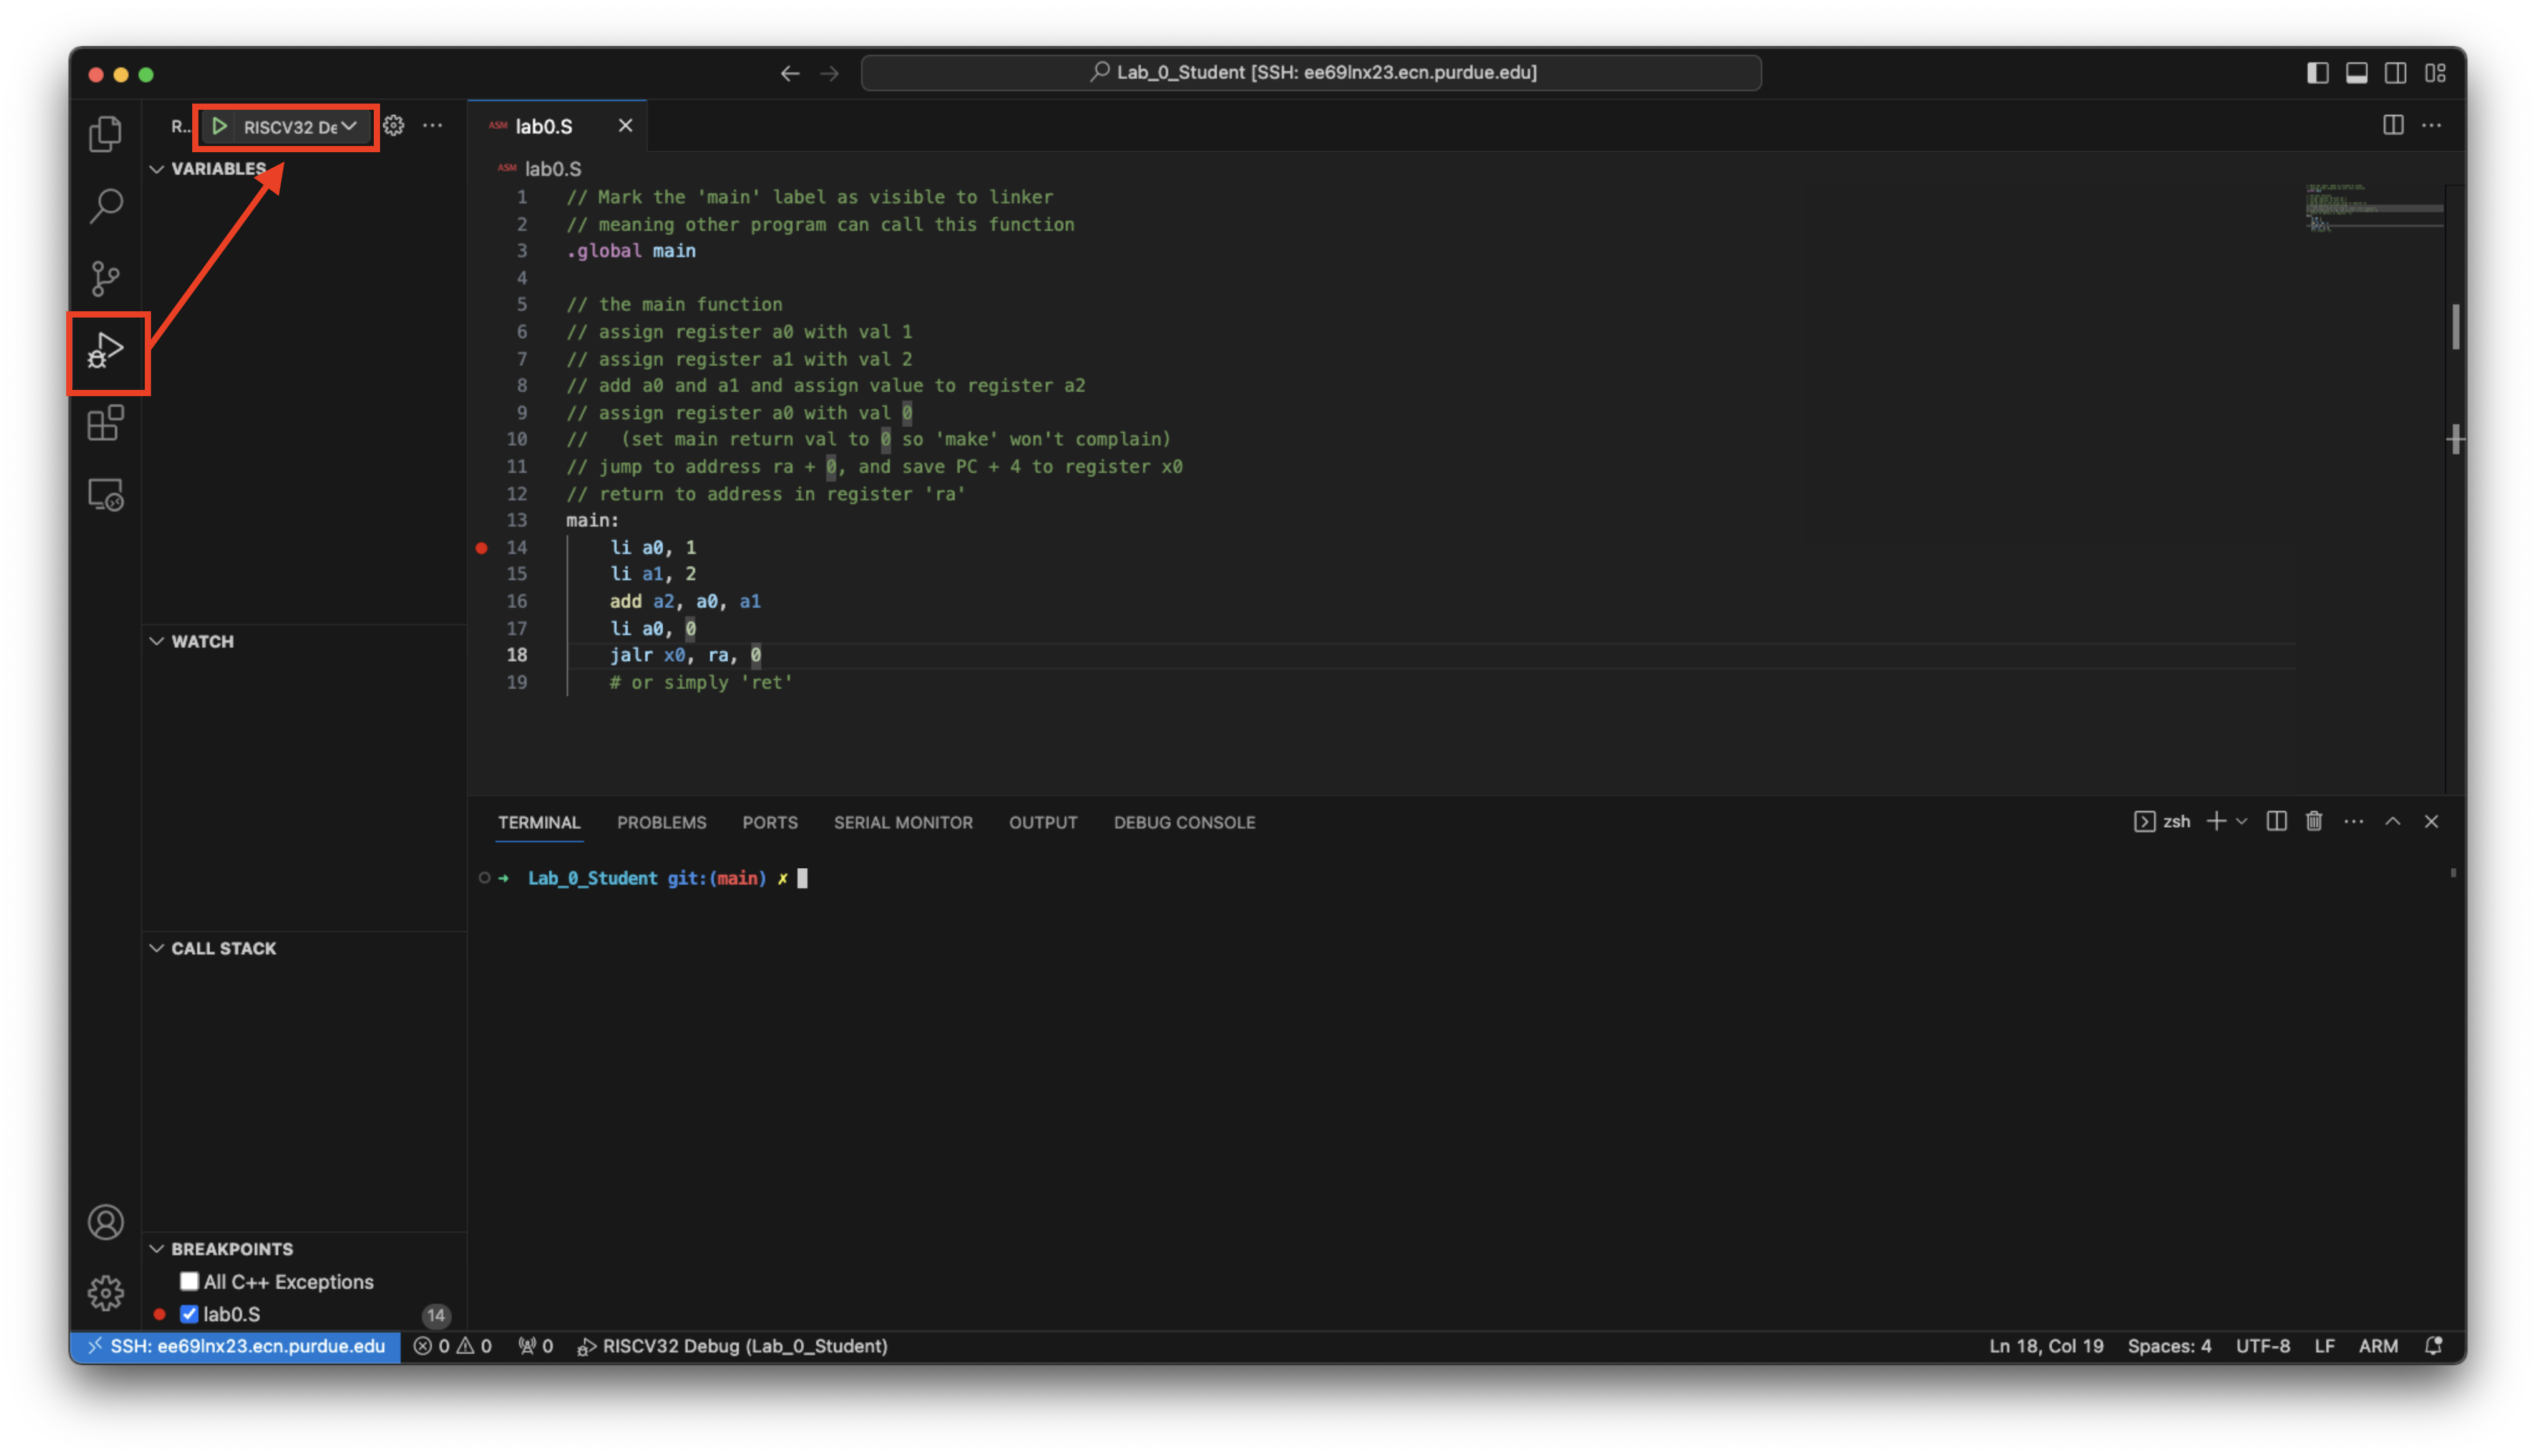 Lab_0_Student [SSH: ee69lnx23.ecn.purdue.edu]
R... RISCV32 De
ASM lab0.S
VARIABLES
ASM lab0.S
1 // Mark the 'main' label as visible to linker
2 // meaning other program can call this function
3 .global main
4
5 // the main function
6 // assign register a0 with val 1
7 // assign register a1 with val 2
8 // add a0 and a1 and assign value to register a2
9 // assign register a0 with val 0
10 //   (set main return val to 0 so 'make' won't complain)
11 // jump to address ra + 0, and save PC + 4 to register x0
12 // return to address in register 'ra'
13 main:
14     li a0, 1
15     li a1, 2
16     add a2, a0, a1
17     li a0, 0
18     jalr x0, ra, 0
19     # or simply 'ret'
WATCH
TERMINAL PROBLEMS PORTS SERIAL MONITOR OUTPUT DEBUG CONSOLE zsh
➜ Lab_0_Student git:(main) ✗
CALL STACK
BREAKPOINTS
All C++ Exceptions
lab0.S 14
SSH: ee69lnx23.ecn.purdue.edu 0 0 0 RISCV32 Debug (Lab_0_Student) Ln 18, Col 19 Spaces: 4 UTF-8 LF ARM